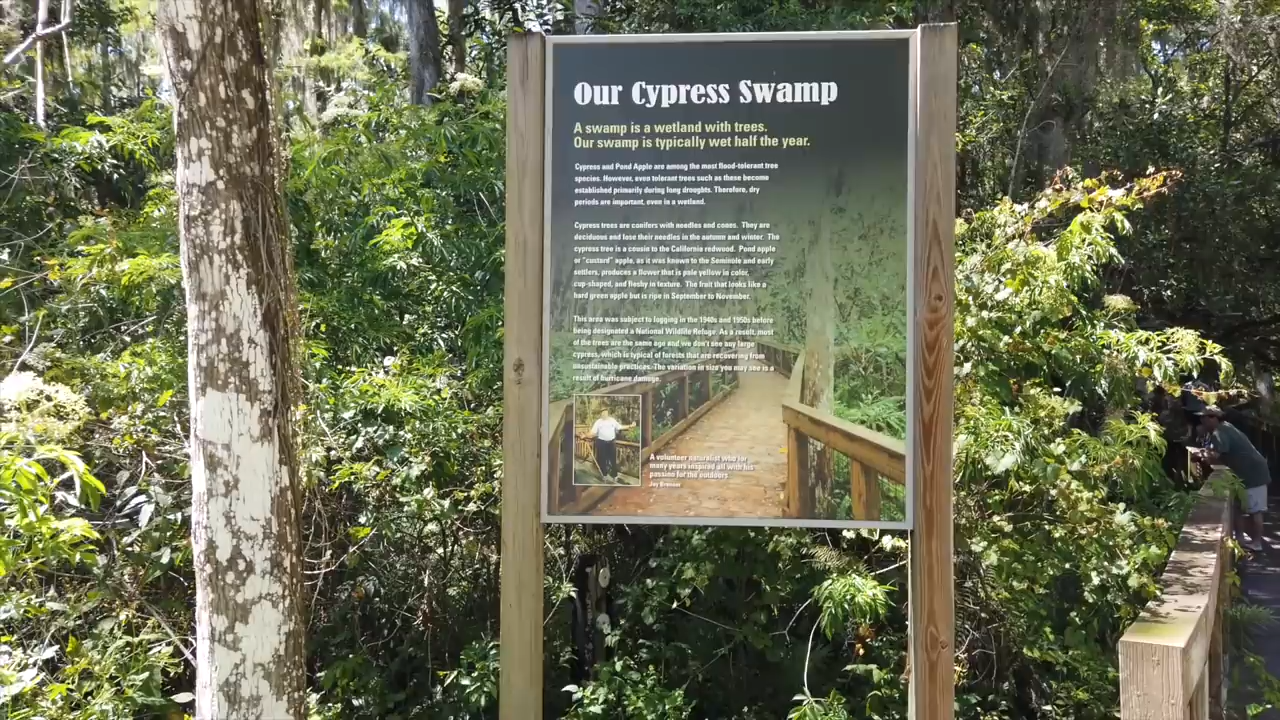 Our Cypress Swamp
A swamp is a wetland with trees.
Our swamp is typically wet half the year.
Cypress and Pond Apple are among the most flood-tolerant tree
species. However, even tolerant trees such as these become
established primarily during long droughts. Therefore, dry
periods are important, even in a wetland.
Cypress trees are conifers with needles and cones. They are
deciduous and lose their needles in the autumn and winter. The
cypress tree is a cousin to the California redwood. Pond apple
or "custard" apple, as it was known to the Seminole and early
settlers, produces a flower that is pale yellow in color,
cup-shaped, and fleshy in texture. The fruit that looks like a
hard green apple but is ripe in September to November.
This area was subject to logging in the 1940s and 1950s before
being designated a National Wildlife Refuge. As a result, most
of the trees are the same age and we don't see any large
cypress, which is typical of forests that are recovering from
unsustainable practices. The variation in size you may see is a
result of hurricane damage.
A volunteer naturalist who for
many years inspired all with his
passion for the outdoors
Jay